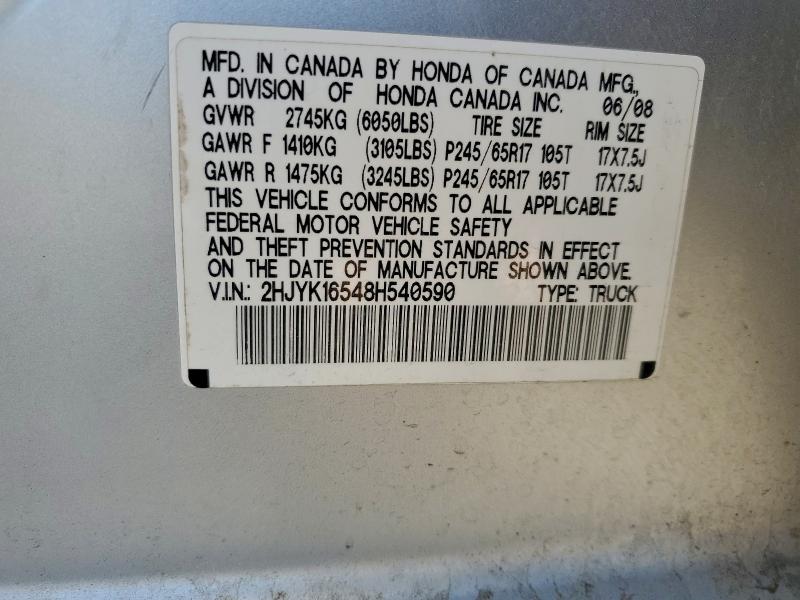 MFD. IN CANADA BY HONDA OF CANADA MFG.,
A DIVISION OF HONDA CANADA INC. 06/08
GVWR 2745KG (6050LBS) TIRE SIZE RIM SIZE
GAWR F 1410KG (3105LBS) P245/65R17 105T 17X7.5J
GAWR R 1475KG (3245LBS) P245/65R17 105T 17X7.5J
THIS VEHICLE CONFORMS TO ALL APPLICABLE
FEDERAL MOTOR VEHICLE SAFETY
AND THEFT PREVENTION STANDARDS IN EFFECT
ON THE DATE OF MANUFACTURE SHOWN ABOVE.
V.I.N.: 2HJYK16548H540590 TYPE: TRUCK